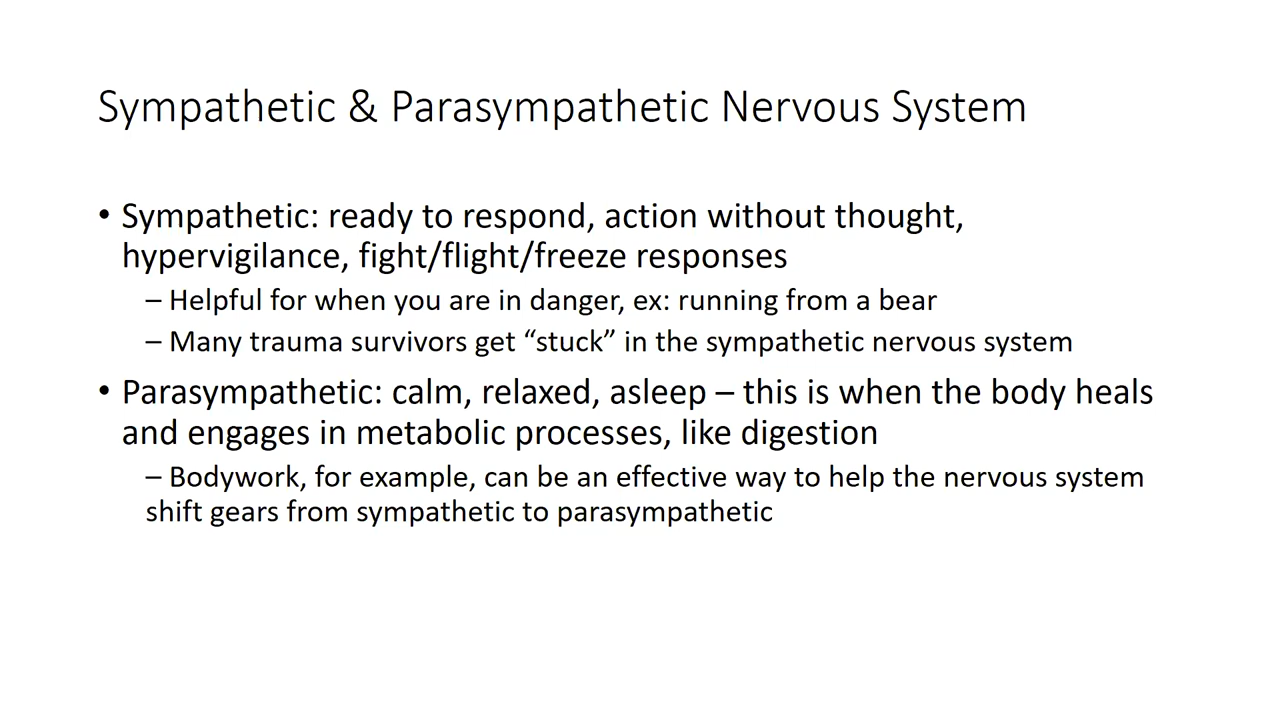 Sympathetic & Parasympathetic Nervous System
• Sympathetic: ready to respond, action without thought,
hypervigilance, fight/flight/freeze responses
– Helpful for when you are in danger, ex: running from a bear
– Many trauma survivors get “stuck” in the sympathetic nervous system
• Parasympathetic: calm, relaxed, asleep – this is when the body heals
and engages in metabolic processes, like digestion
– Bodywork, for example, can be an effective way to help the nervous system
shift gears from sympathetic to parasympathetic